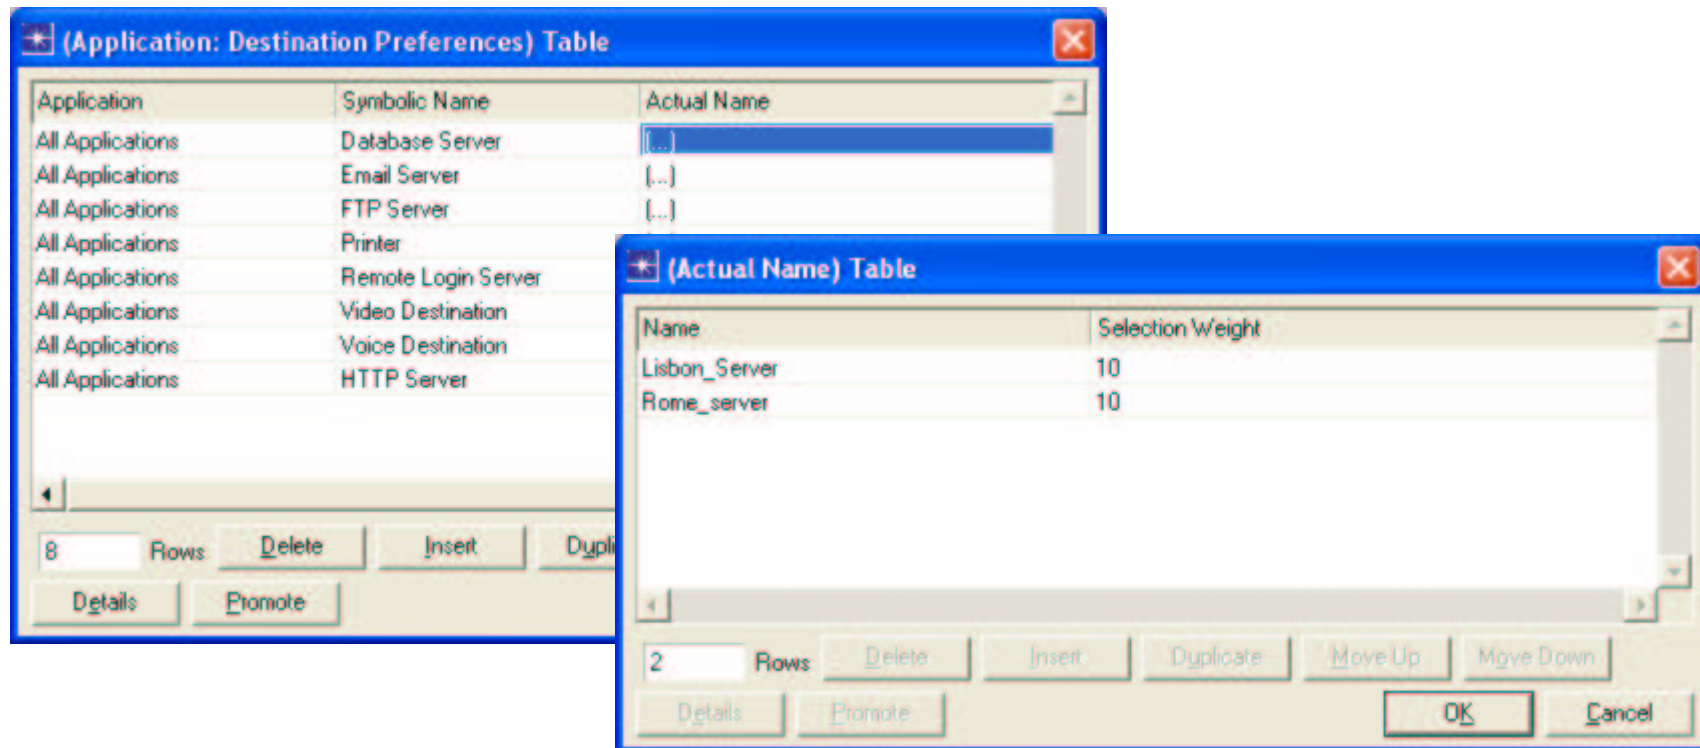 (Application: Destination Preferences) Table
Application Symbolic Name Actual Name
All Applications Database Server (...)
All Applications Email Server (...)
All Applications FTP Server (...)
All Applications Printer
All Applications Remote Login Server
All Applications Video Destination
All Applications Voice Destination
All Applications HTTP Server
8 Rows Delete Insert Dupli
Details Promote
(Actual Name) Table
Name Selection Weight
Lisbon_Server 10
Rome_server 10
2 Rows Delete Insert Duplicate Move Up Move Down
Details Promote OK Cancel